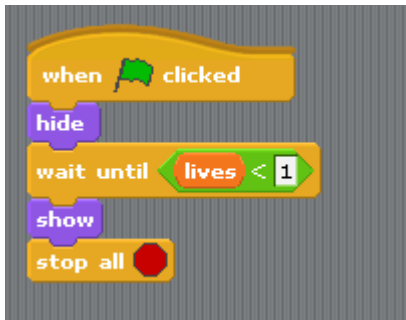 when clicked
hide
wait until lives < 1
show
stop all